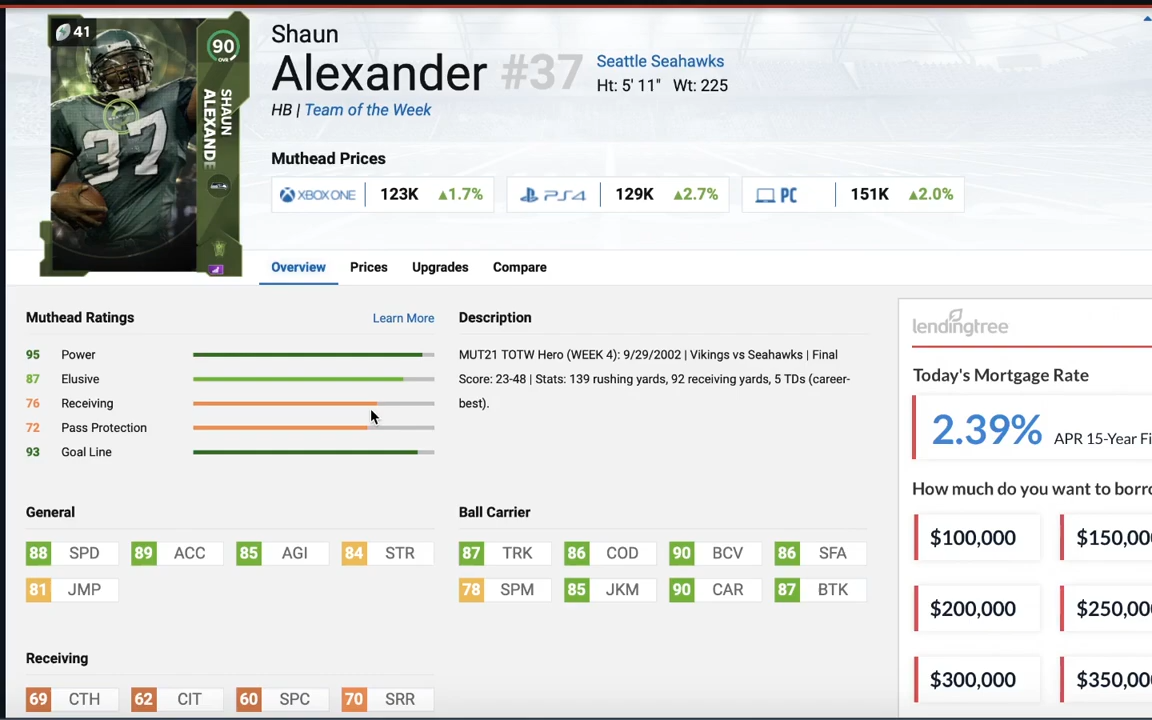 41
90
OVR
SHAUN
ALEXANDE
37
Shaun
Alexander #37
Seattle Seahawks
Ht: 5' 11" Wt: 225
HB | Team of the Week
Muthead Prices
XBOX ONE 123K ▲1.7%
PS4 129K ▲2.7%
PC 151K ▲2.0%
Overview Prices Upgrades Compare
Muthead Ratings Learn More
95 Power
87 Elusive
76 Receiving
72 Pass Protection
93 Goal Line
Description
MUT21 TOTW Hero (WEEK 4): 9/29/2002 | Vikings vs Seahawks | Final
Score: 23-48 | Stats: 139 rushing yards, 92 receiving yards, 5 TDs (career-
best).
General
88 SPD 89 ACC 85 AGI 84 STR
81 JMP
Ball Carrier
87 TRK 86 COD 90 BCV 86 SFA
78 SPM 85 JKM 90 CAR 87 BTK
Receiving
69 CTH 62 CIT 60 SPC 70 SRR
lendingtree
Today's Mortgage Rate
2.39% APR 15-Year Fi
How much do you want to borro
$100,000 $150,00
$200,000 $250,00
$300,000 $350,00